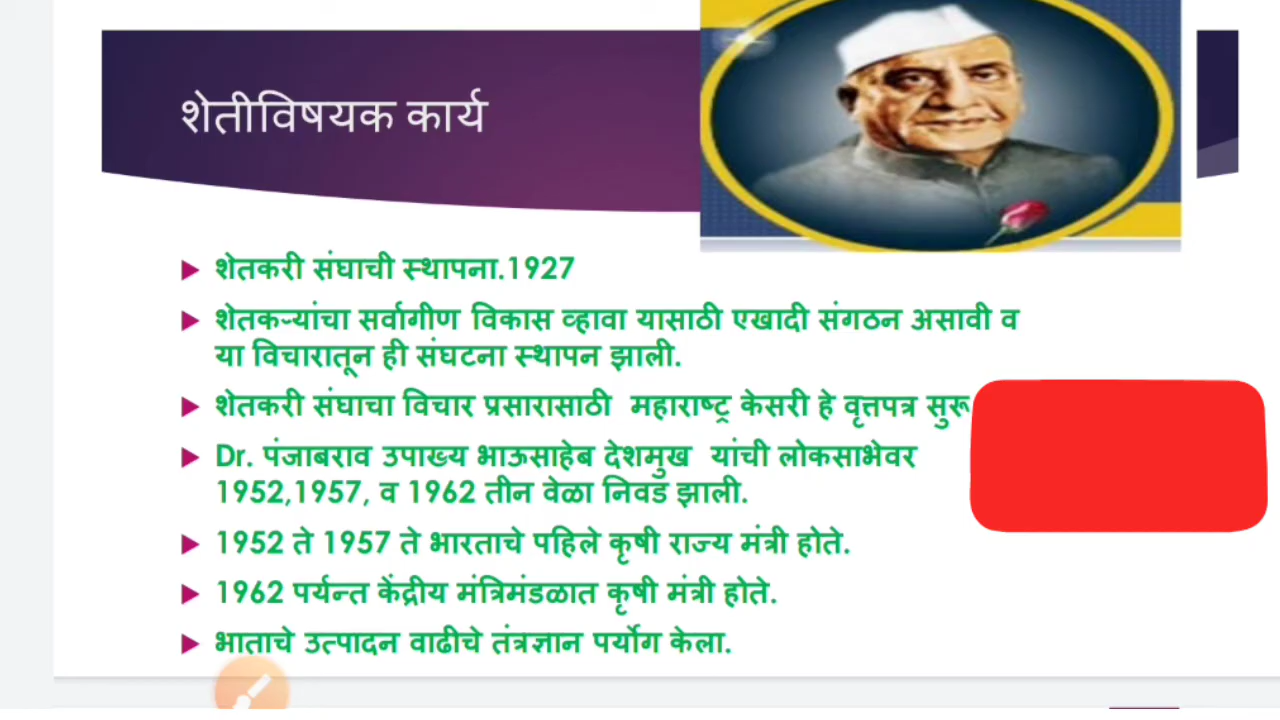 शेतीविषयक कार्य
शेतकरी संघाची स्थापना.1927
शेतकऱ्यांचा सर्वागीण विकास व्हावा यासाठी एखादी संगठन असावी व
या विचारातून ही संघटना स्थापन झाली.
शेतकरी संघाचा विचार प्रसारासाठी महाराष्ट्र केसरी हे वृत्तपत्र सुरू
Dr. पंजाबराव उपाख्य भाऊसाहेब देशमुख यांची लोकसाभेवर
1952,1957, व 1962 तीन वेळा निवड झाली.
1952 ते 1957 ते भारताचे पहिले कृषी राज्य मंत्री होते.
1962 पर्यन्त केंद्रीय मंत्रिमंडळात कृषी मंत्री होते.
भाताचे उत्पादन वाढीचे तंत्रज्ञान पर्योग केला.